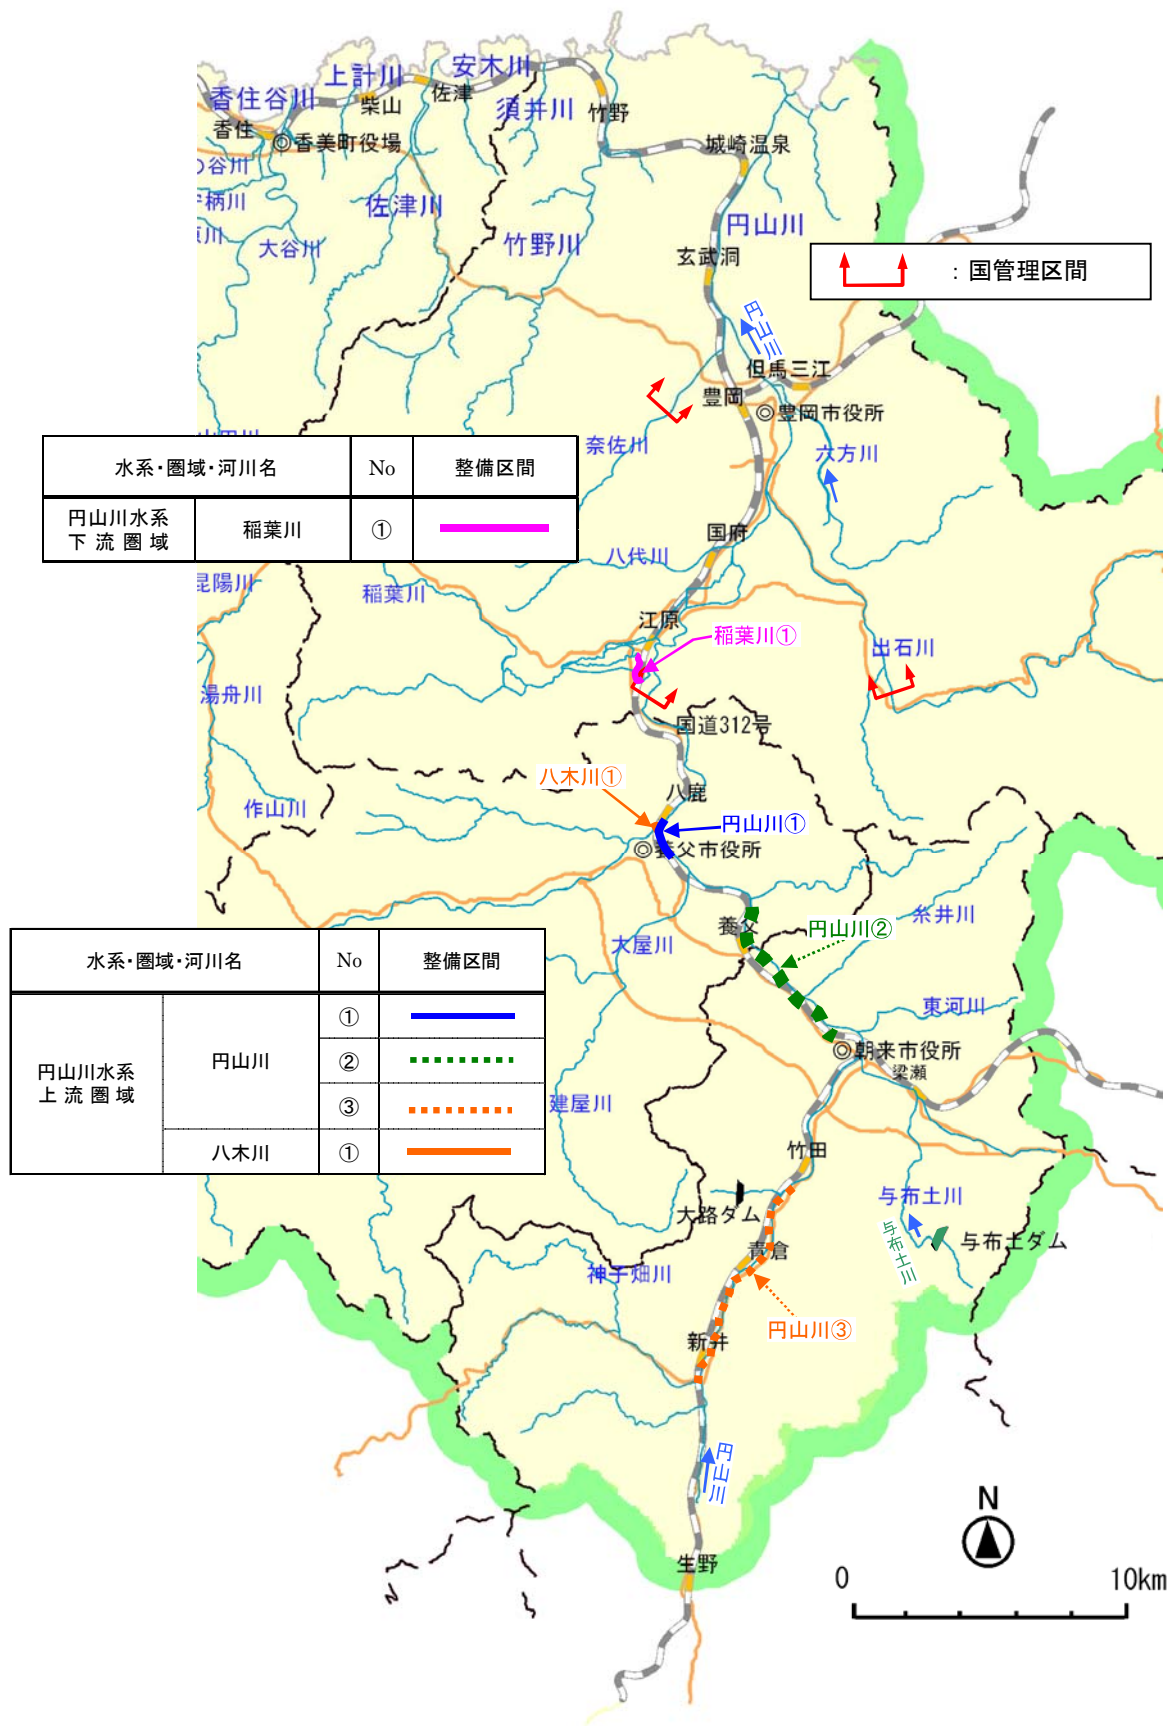 安木川
上計川
佐津
香住谷川
柴山
須井川
竹野
香住
◎香美町役場
城崎温泉
の谷川
佐津川
円山川
大谷川
竹野川
玄武洞
：国管理区間
円山川
但馬三江
豊岡
◎豊岡市役所
奈佐川
六方川
水系・圏域・河川名 No 整備区間
円山川水系
下流圏域
稲葉川 ①
国府
八代川
昆陽川
稲葉川
江原
稲葉川①
出石川
湯舟川
国道312号
八木川①
八鹿
作山川
円山川①
◎養父市役所
糸井川
養父
円山川②
大屋川
水系・圏域・河川名 No 整備区間
円山川水系
上流圏域
円山川 ①
②
③
八木川 ①
東河川
◎朝来市役所
梁瀬
建屋川
竹田
与布土川
大路ダム
与布土川
与布土ダム
青倉
神子畑川
円山川③
新井
円山川
N
生野
0 10km